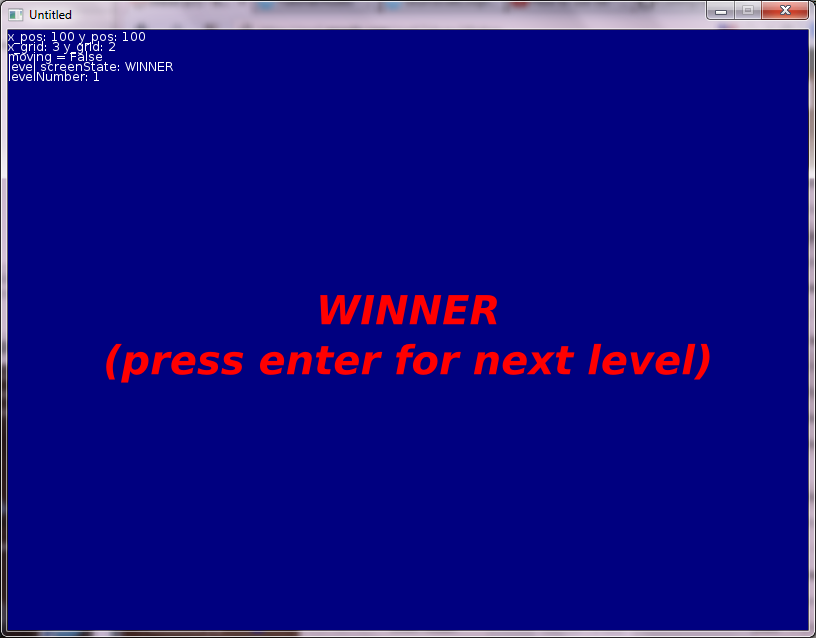 Untitled
x_pos: 100 y_pos: 100
x_grid: 3 y_grid: 2
moving = False
level screenState: WINNER
levelNumber: 1
WINNER
(press enter for next level)